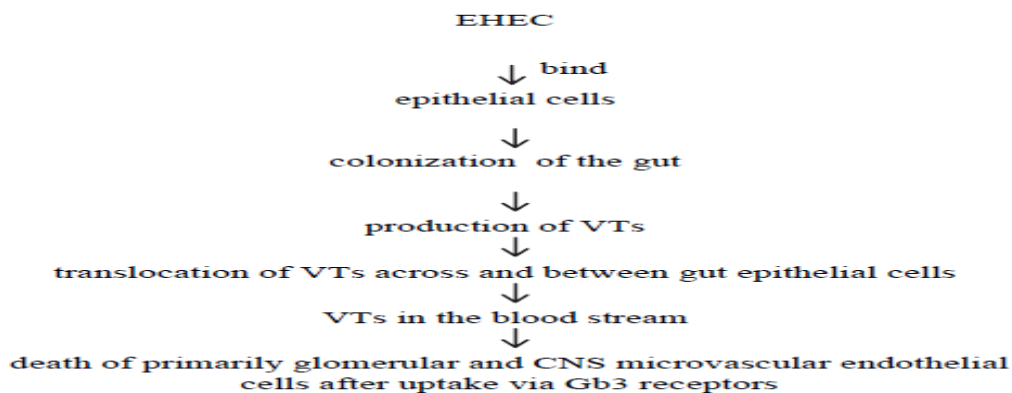 EHEC
↓ bind
epithelial cells
↓
colonization of the gut
↓
production of VTs
↓
translocation of VTs across and between gut epithelial cells
↓
VTs in the blood stream
↓
death of primarily glomerular and CNS microvascular endothelial
cells after uptake via Gb3 receptors